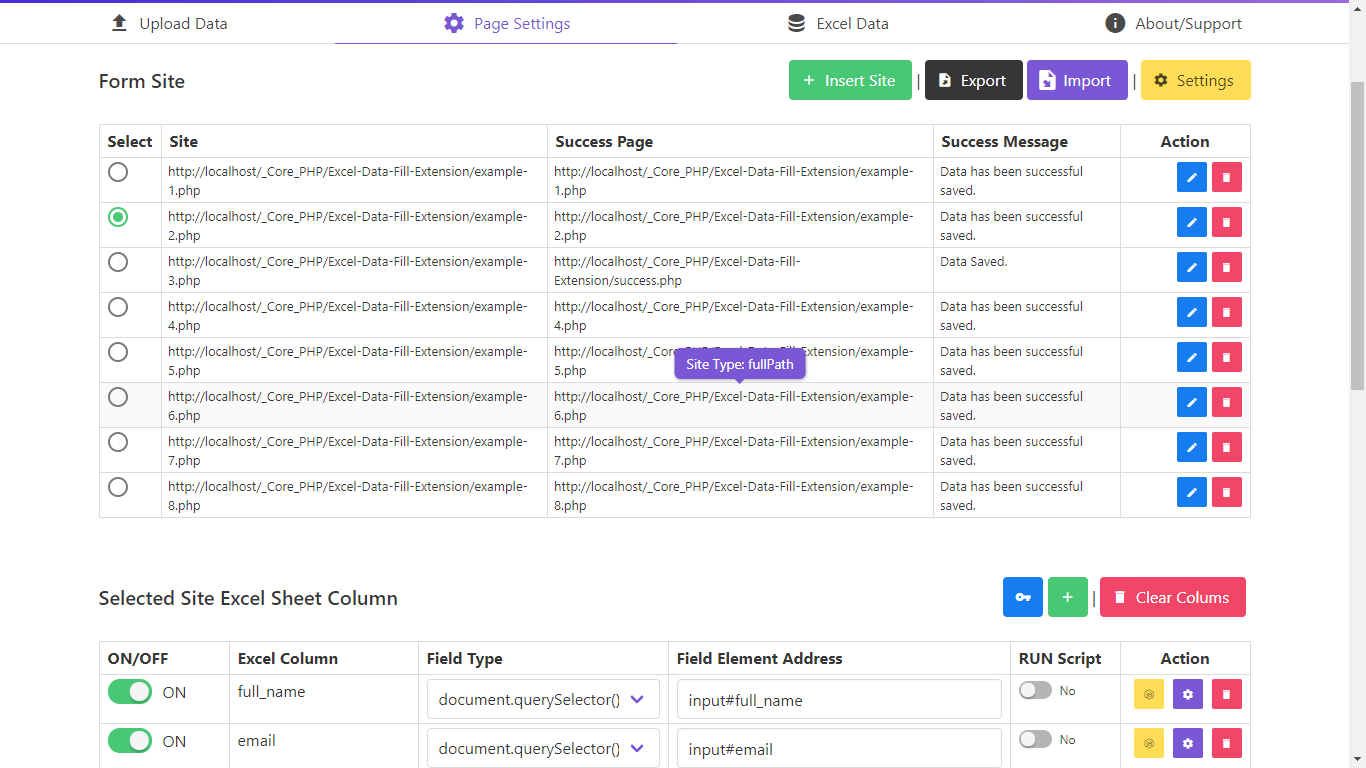 Upload Data
Page Settings
Excel Data
About/Support
Form Site
Insert Site
|
Export
Import
|
Settings
Select Site Success Page Success Message Action
http://localhost/_Core_PHP/Excel-Data-Fill-Extension/example-
1.php
http://localhost/_Core_PHP/Excel-Data-Fill-Extension/example-
1.php
Data has been successful
saved.
http://localhost/_Core_PHP/Excel-Data-Fill-Extension/example-
2.php
http://localhost/_Core_PHP/Excel-Data-Fill-Extension/example-
2.php
Data has been successful
saved.
http://localhost/_Core_PHP/Excel-Data-Fill-Extension/example-
3.php
http://localhost/_Core_PHP/Excel-Data-Fill-
Extension/success.php
Data Saved.
http://localhost/_Core_PHP/Excel-Data-Fill-Extension/example-
4.php
http://localhost/_Core_PHP/Excel-Data-Fill-Extension/example-
4.php
Data has been successful
saved.
http://localhost/_Core_PHP/Excel-Data-Fill-Extension/example-
5.php
http://localhost/_Core_PHP/Excel-Data-Fill-Extension/example-
5.php
Data has been successful
saved.
Site Type: fullPath
http://localhost/_Core_PHP/Excel-Data-Fill-Extension/example-
6.php
http://localhost/_Core_PHP/Excel-Data-Fill-Extension/example-
6.php
Data has been successful
saved.
http://localhost/_Core_PHP/Excel-Data-Fill-Extension/example-
7.php
http://localhost/_Core_PHP/Excel-Data-Fill-Extension/example-
7.php
Data has been successful
saved.
http://localhost/_Core_PHP/Excel-Data-Fill-Extension/example-
8.php
http://localhost/_Core_PHP/Excel-Data-Fill-Extension/example-
8.php
Data has been successful
saved.
Selected Site Excel Sheet Column
|
Clear Colums
ON/OFF Excel Column Field Type Field Element Address RUN Script Action
ON full_name document.querySelector() input#full_name No
ON email document.querySelector() input#email No